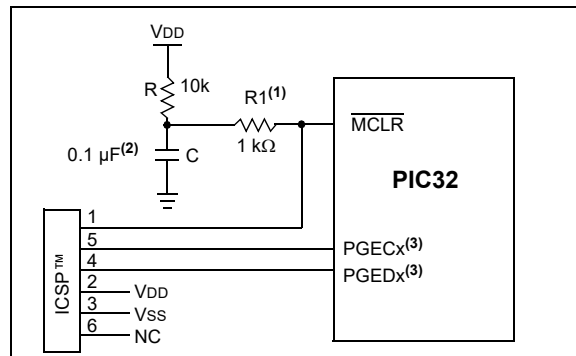 VDD
R 10k
R1(1)
1 kΩ
0.1 µF(2) C
MCLR
PIC32
ICSP™
1
5 PGECx(3)
4 PGEDx(3)
2 VDD
3 VSS
6 NC